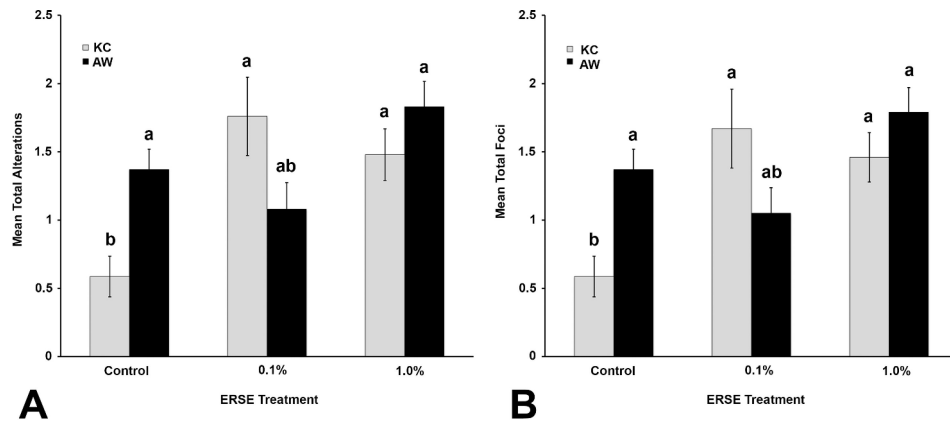 2.5
2
1.5
1
0.5
0
Mean Total Alterations
KC
AW
b
a
a
ab
a
a
Control
0.1%
1.0%
ERSE Treatment
A
2.5
2
1.5
1
0.5
0
Mean Total Foci
KC
AW
b
a
a
ab
a
a
Control
0.1%
1.0%
ERSE Treatment
B